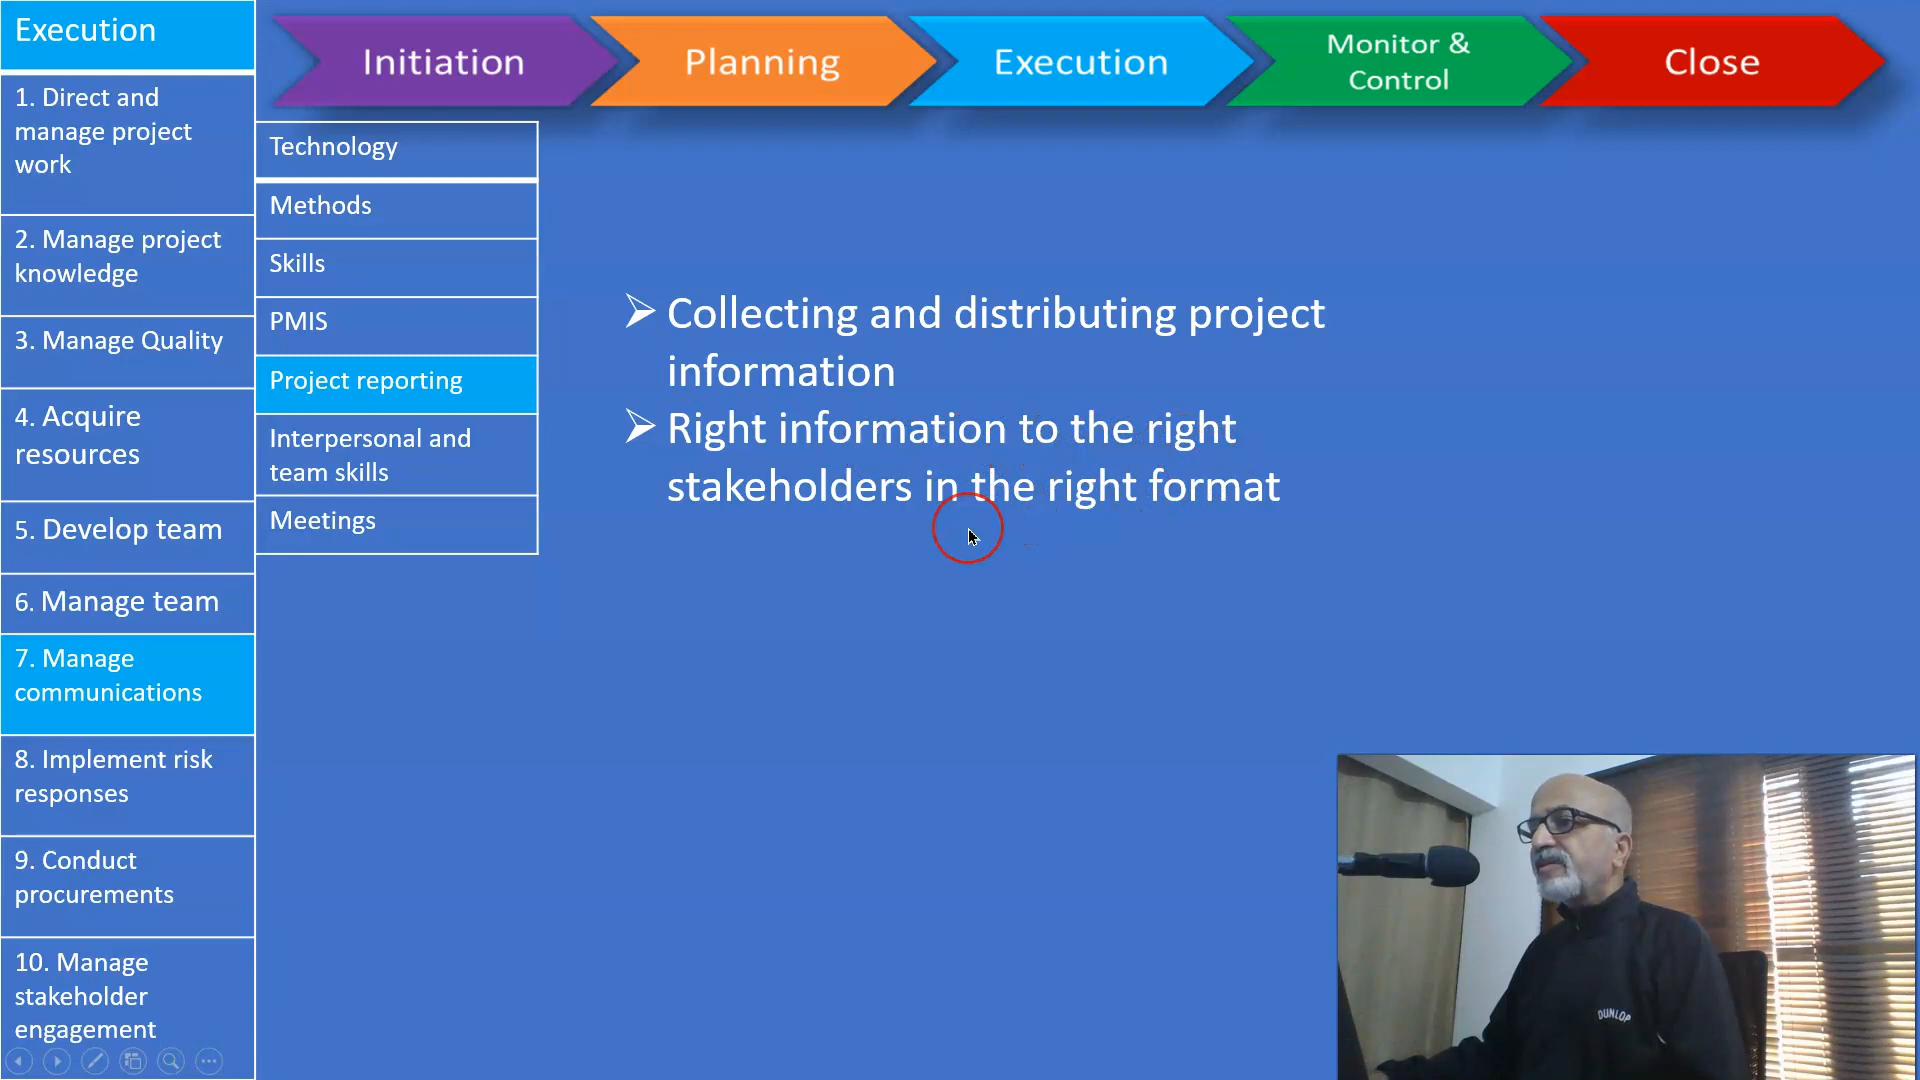 Execution
1. Direct and
manage project
work
2. Manage project
knowledge
3. Manage Quality
4. Acquire
resources
5. Develop team
6. Manage team
7. Manage
communications
8. Implement risk
responses
9. Conduct
procurements
10. Manage
stakeholder
engagement
Initiation
Planning
Execution
Monitor &
Control
Close
Technology
Methods
Skills
PMIS
Project reporting
Interpersonal and
team skills
Meetings
Collecting and distributing project
information
Right information to the right
stakeholders in the right format
DUNLOP